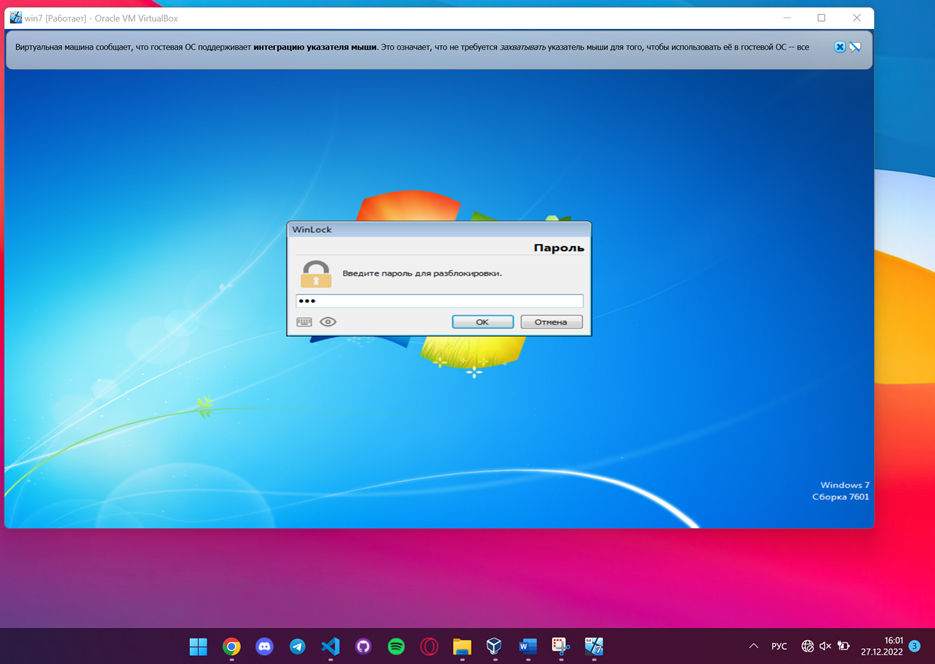 win7 [Работает] - Oracle VM VirtualBox
Виртуальная машина сообщает, что гостевая ОС поддерживает интеграцию указателя мыши. Это означает, что не требуется захватывать указатель мыши для того, чтобы использовать её в гостевой ОС -- все
WinLock
Пароль
Введите пароль для разблокировки.
•••
ОК
Отмена
Windows 7
Сборка 7601
РУС
16:01
27.12.2022
3